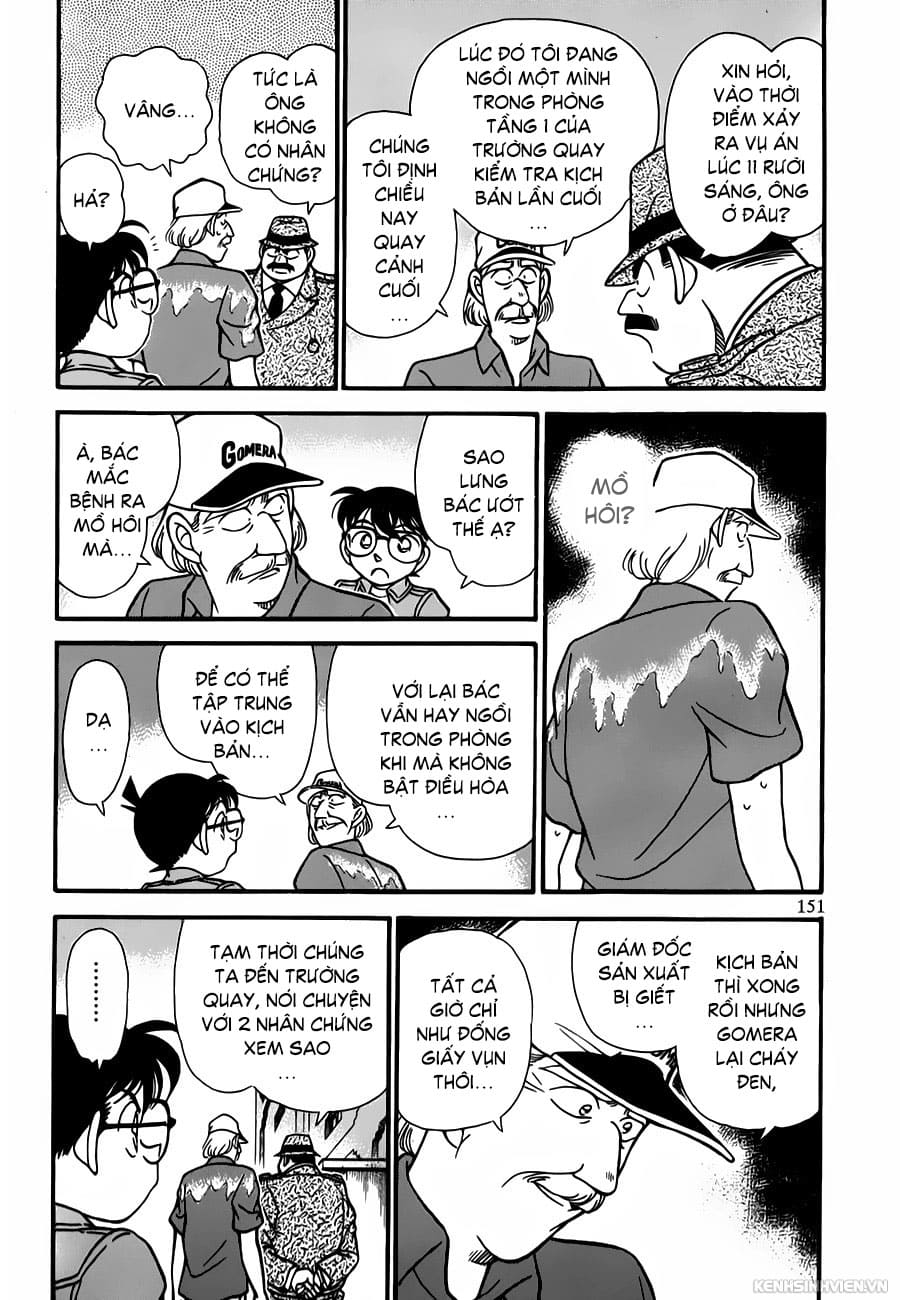 XIN HỎI,
VÀO THỜI
ĐIỂM XẢY
RA VỤ ÁN
LÚC 11 RƯỠI
SÁNG, ÔNG
Ở ĐÂU?
LÚC ĐÓ TÔI ĐANG
NGỒI MỘT MÌNH
TRONG PHÒNG
TẦNG 1 CỦA
TRƯỜNG QUAY
KIỂM TRA KỊCH
BẢN LẦN CUỐI
...
CHÚNG
TÔI ĐỊNH
CHIỀU
NAY
QUAY
CẢNH
CUỐI
...
TỨC LÀ
ÔNG
KHÔNG
CÓ NHÂN
CHỨNG?
VÂNG...
HẢ?
MỒ
HÔI?
SAO
LƯNG
BÁC ƯỚT
THẾ Ạ?
GOMERA
À, BÁC
MẮC
BỆNH RA
MỒ HÔI
MÀ...
VỚI LẠI BÁC
VẪN HAY NGỒI
TRONG PHÒNG
KHI MÀ KHÔNG
BẬT ĐIỀU HÒA
...
ĐỂ CÓ THỂ
TẬP TRUNG
VÀO KỊCH
BẢN...
GOMERA
DẠ
...
151
KỊCH BẢN
THÌ XONG
RỒI NHƯNG
GOMERA
LẠI CHÁY
ĐEN,
GIÁM ĐỐC
SẢN XUẤT
BỊ GIẾT
...
TẤT CẢ
GIỜ CHỈ
NHƯ ĐỐNG
GIẤY VỤN
THÔI...
TẠM THỜI CHÚNG
TA ĐẾN TRƯỜNG
QUAY, NÓI CHUYỆN
VỚI 2 NHÂN CHỨNG
XEM SAO
...
........
KENHSINHVIEN.VN